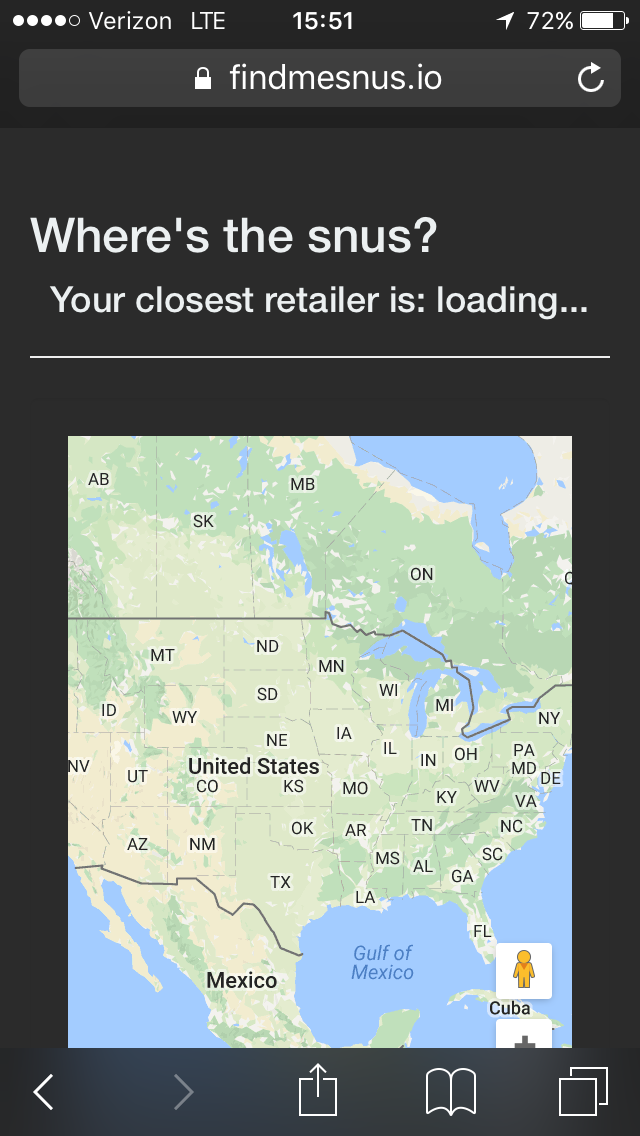 Verizon LTE 15:51 72%
findmesnus.io
Where's the snus?
Your closest retailer is: loading...
AB
MB
SK
ON
MT
ND
MN
ID
WY
SD
WI
MI
NY
NE
IA
IL
IN
OH
PA
NV
UT
United States
CO
KS
MO
WV
MD
DE
KY
VA
AZ
NM
OK
AR
TN
NC
MS
AL
GA
SC
TX
LA
FL
Gulf of
Mexico
Mexico
Cuba